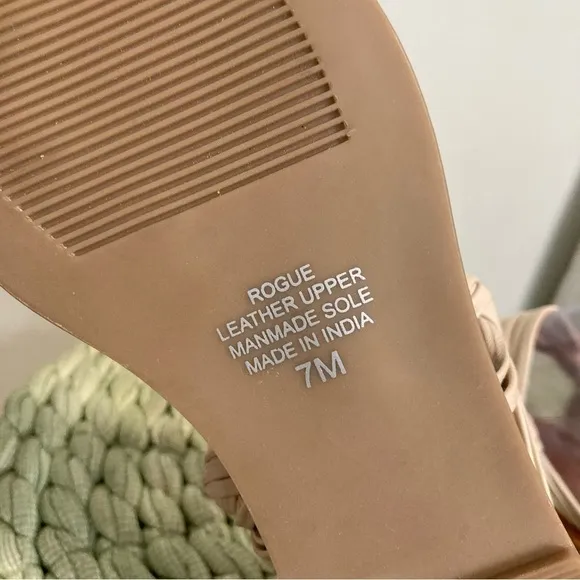 ROGUE
LEATHER UPPER
MANMADE SOLE
MADE IN INDIA
7M